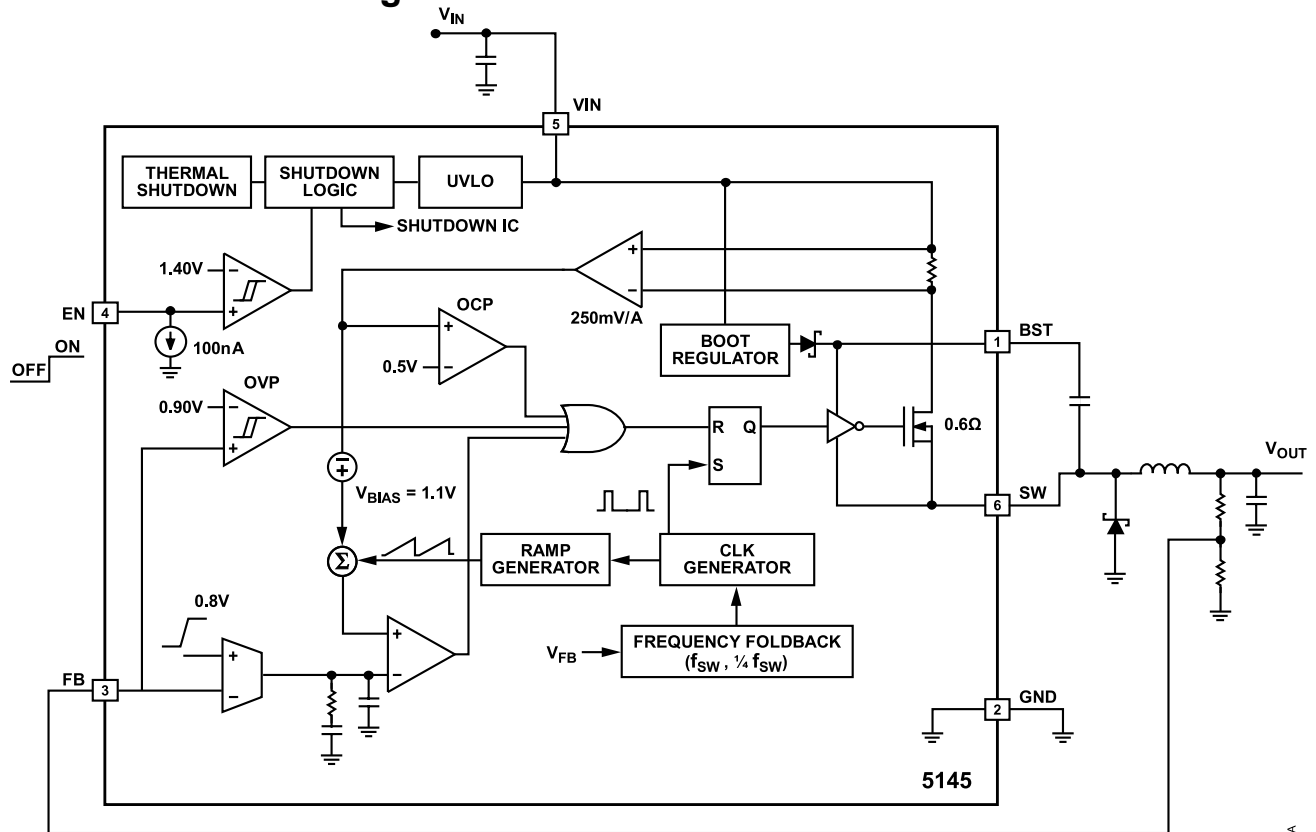 g
VIN
VIN
5
THERMAL
SHUTDOWN
SHUTDOWN
LOGIC
UVLO
SHUTDOWN IC
1.40V
−
+
+
−
250mV/A
EN
4
100nA
ON
OFF
OCP
+
0.5V
−
BOOT
REGULATOR
1
BST
OVP
0.90V
−
+
R
Q
S
0.6Ω
VOUT
− +
VBIAS = 1.1V
6
SW
Σ
RAMP
GENERATOR
CLK
GENERATOR
0.8V
+
−
+
−
VFB
FREQUENCY FOLDBACK
(fSW , ¼ fSW)
FB
3
2
GND
5145
A